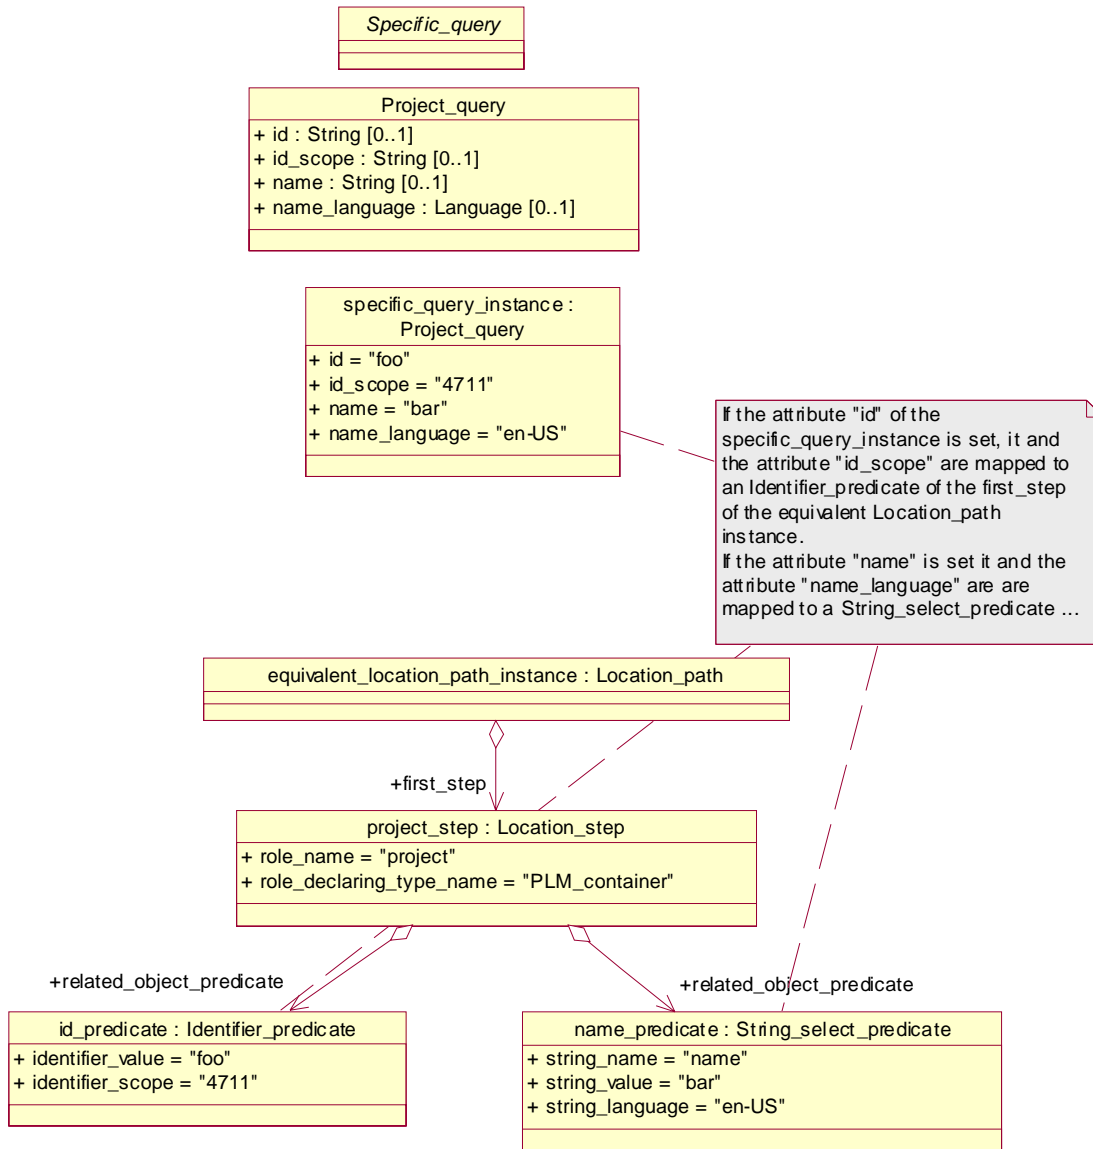 Specific_query
Project_query
+ id : String [0..1]
+ id_scope : String [0..1]
+ name : String [0..1]
+ name_language : Language [0..1]
specific_query_instance :
Project_query
+ id = "foo"
+ id_scope = "4711"
+ name = "bar"
+ name_language = "en-US"
If the attribute "id" of the
specific_query_instance is set, it and
the attribute "id_scope" are mapped to
an Identifier_predicate of the first_step
of the equivalent Location_path
instance.
If the attribute "name" is set it and the
attribute "name_language" are are
mapped to a String_select_predicate ...
equivalent_location_path_instance : Location_path
+first_step
project_step : Location_step
+ role_name = "project"
+ role_declaring_type_name = "PLM_container"
+related_object_predicate
+related_object_predicate
id_predicate : Identifier_predicate
+ identifier_value = "foo"
+ identifier_scope = "4711"
name_predicate : String_select_predicate
+ string_name = "name"
+ string_value = "bar"
+ string_language = "en-US"